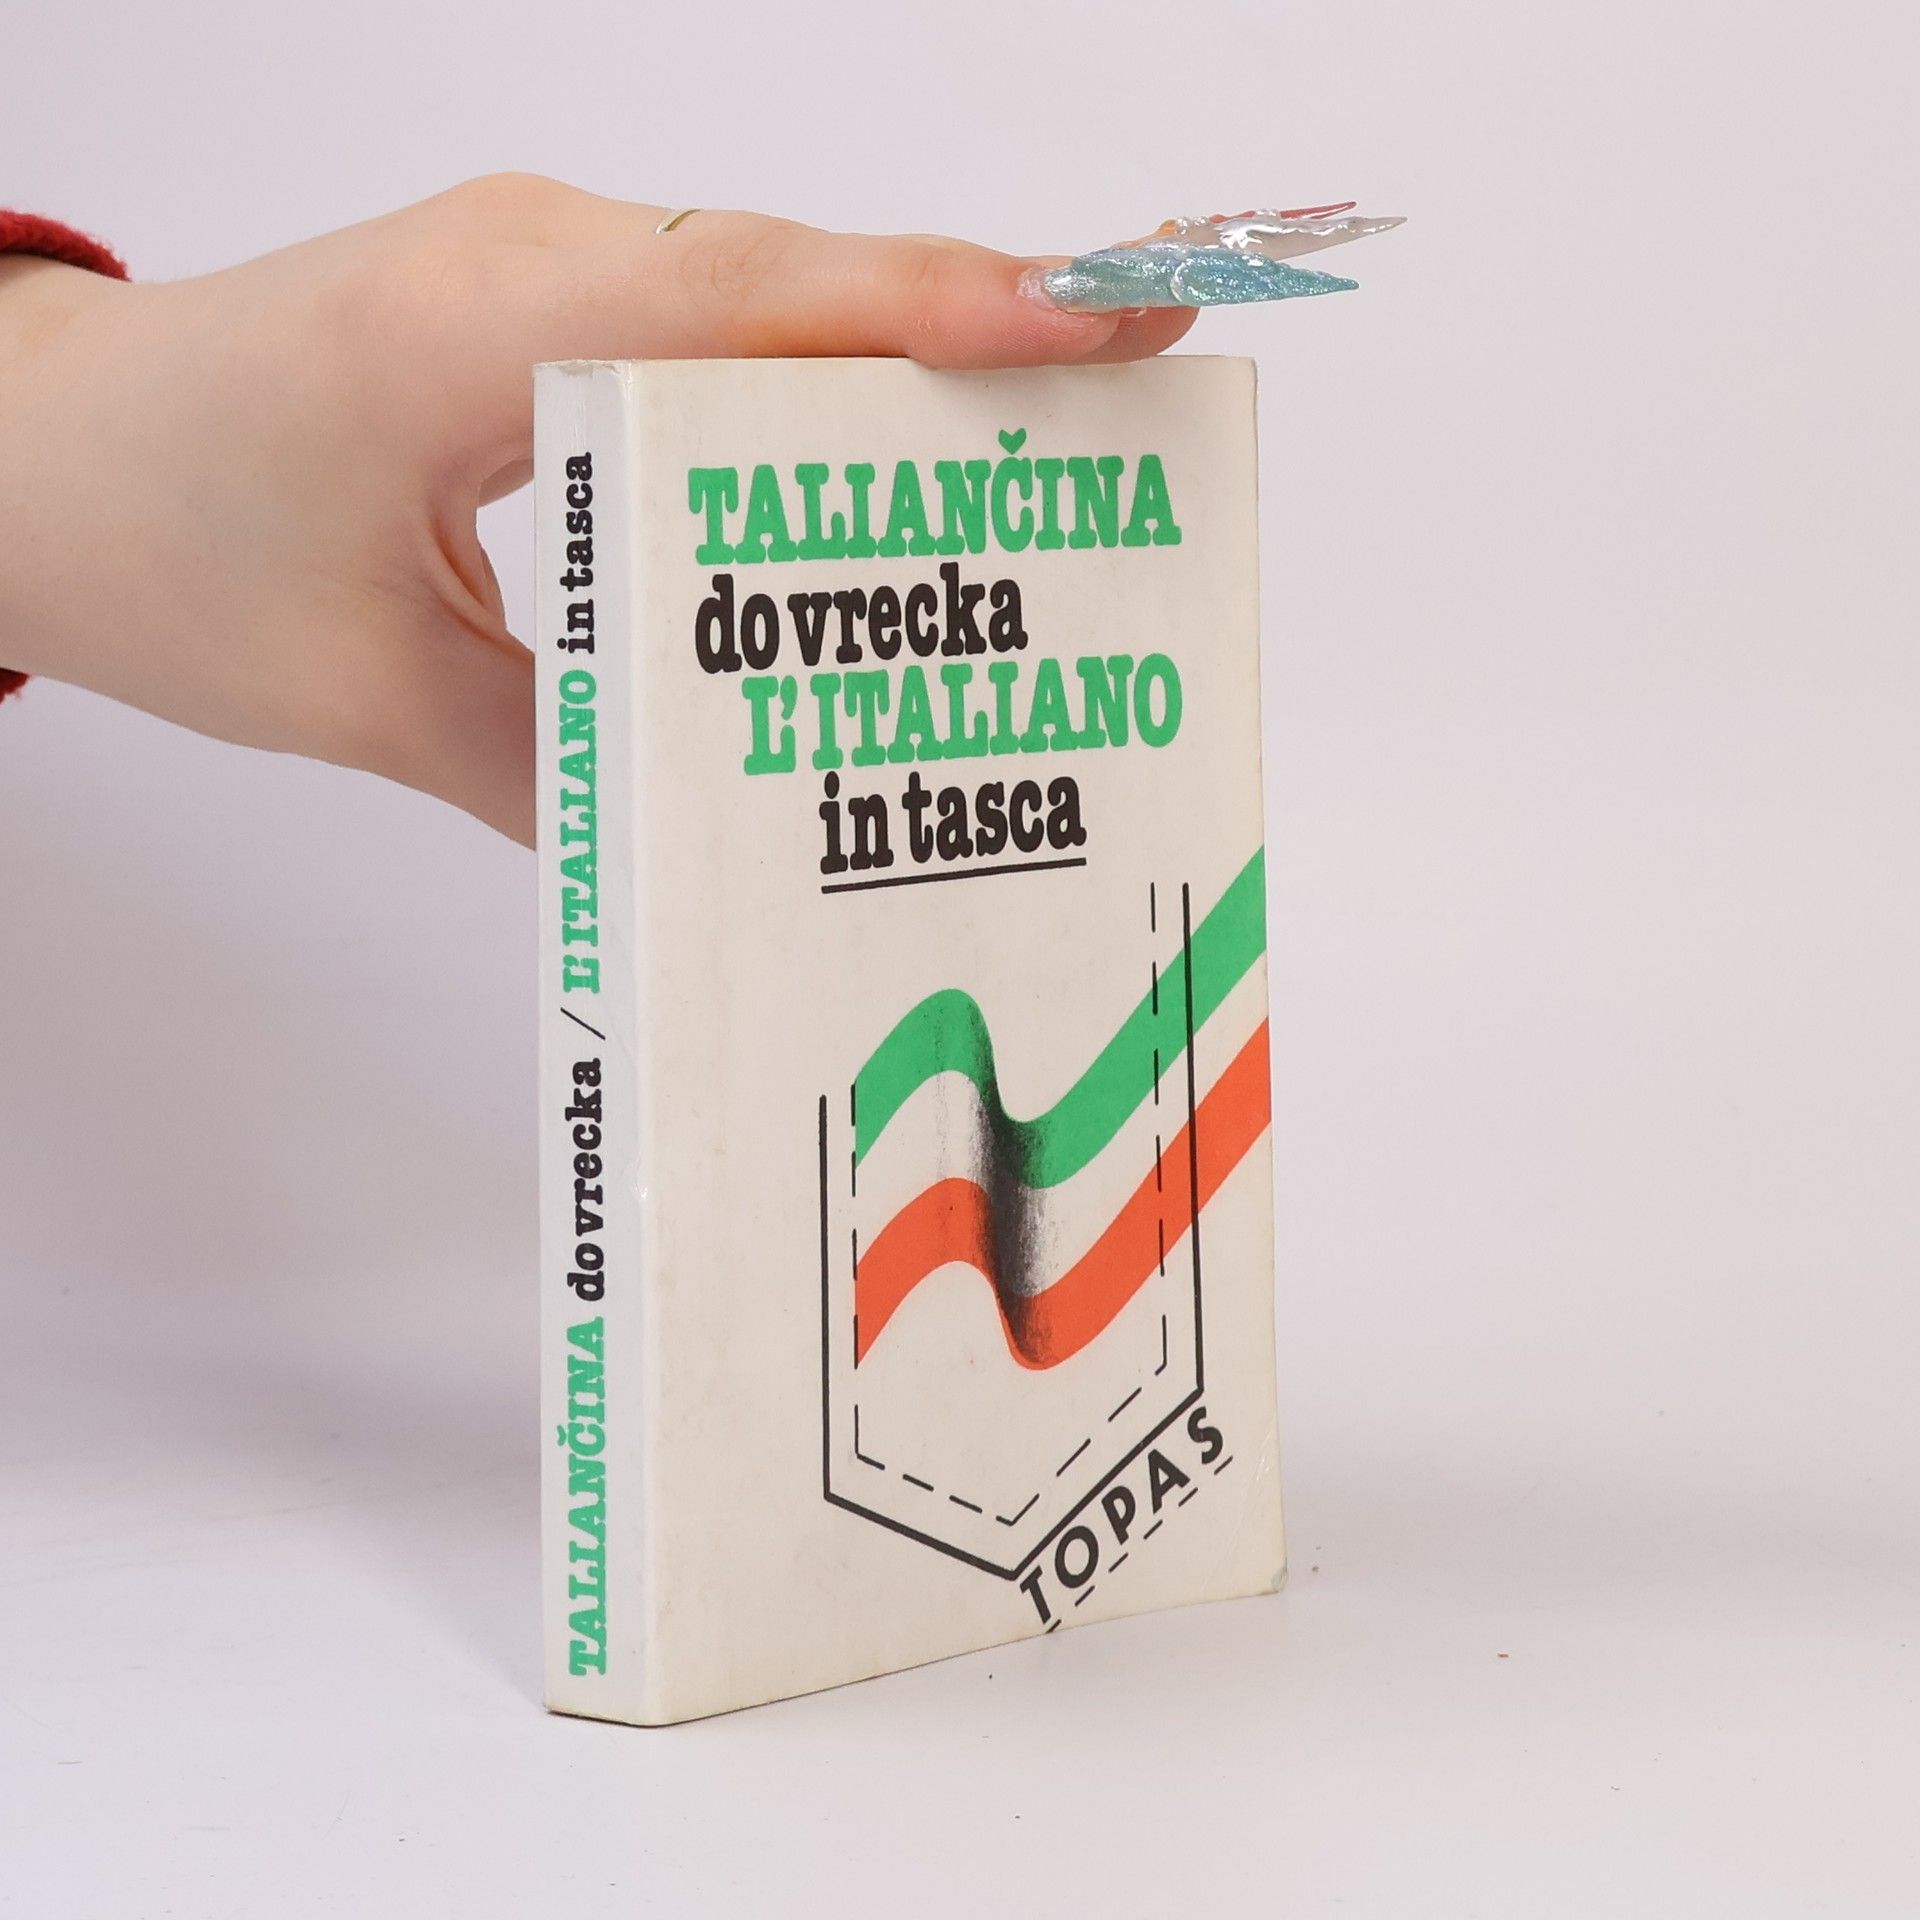 TALIANČINA
do vrecka
L'ITALIANO
in tasca
TOPAS
TALIANČINA do vrecka / L'ITALIANO in tasca